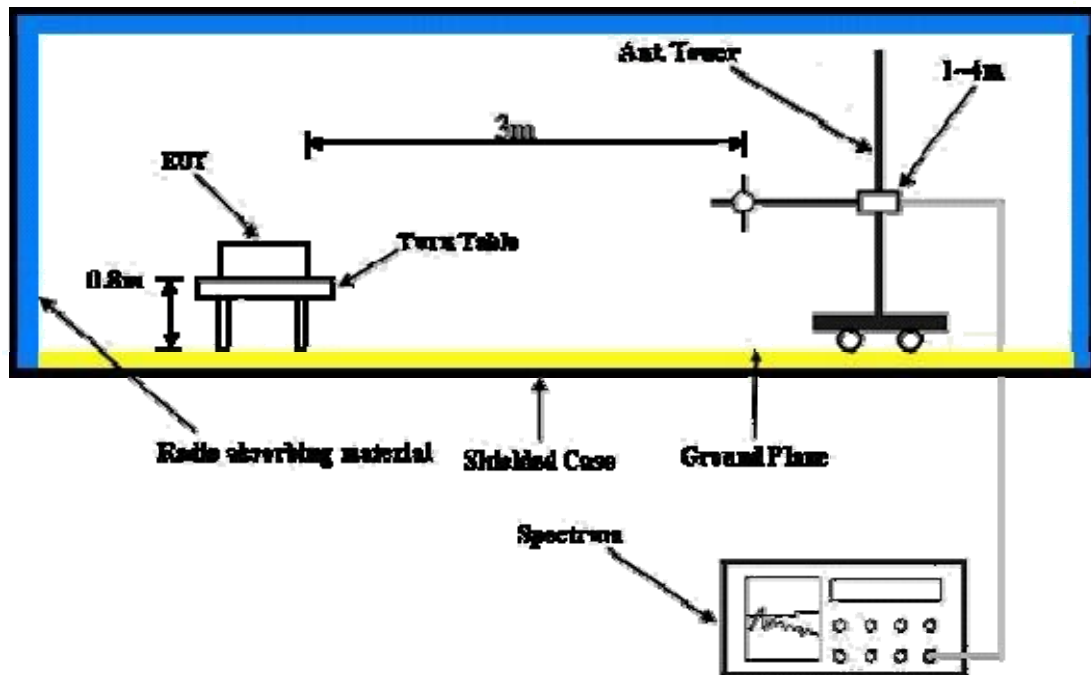 Ant. Tower
1~4m
3m
EUT
Turn Table
0.8m
Radio absorbing material
Shielded Case
Ground Plane
Spectrum